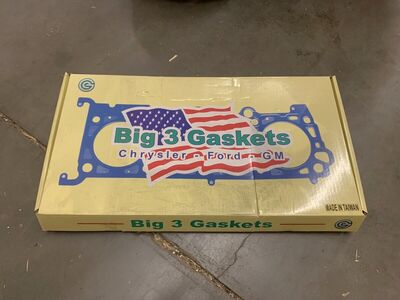 Big 3 Gaskets
Chrysler - Ford - GM
Big 3 Gaskets
MADE IN TAIWAN